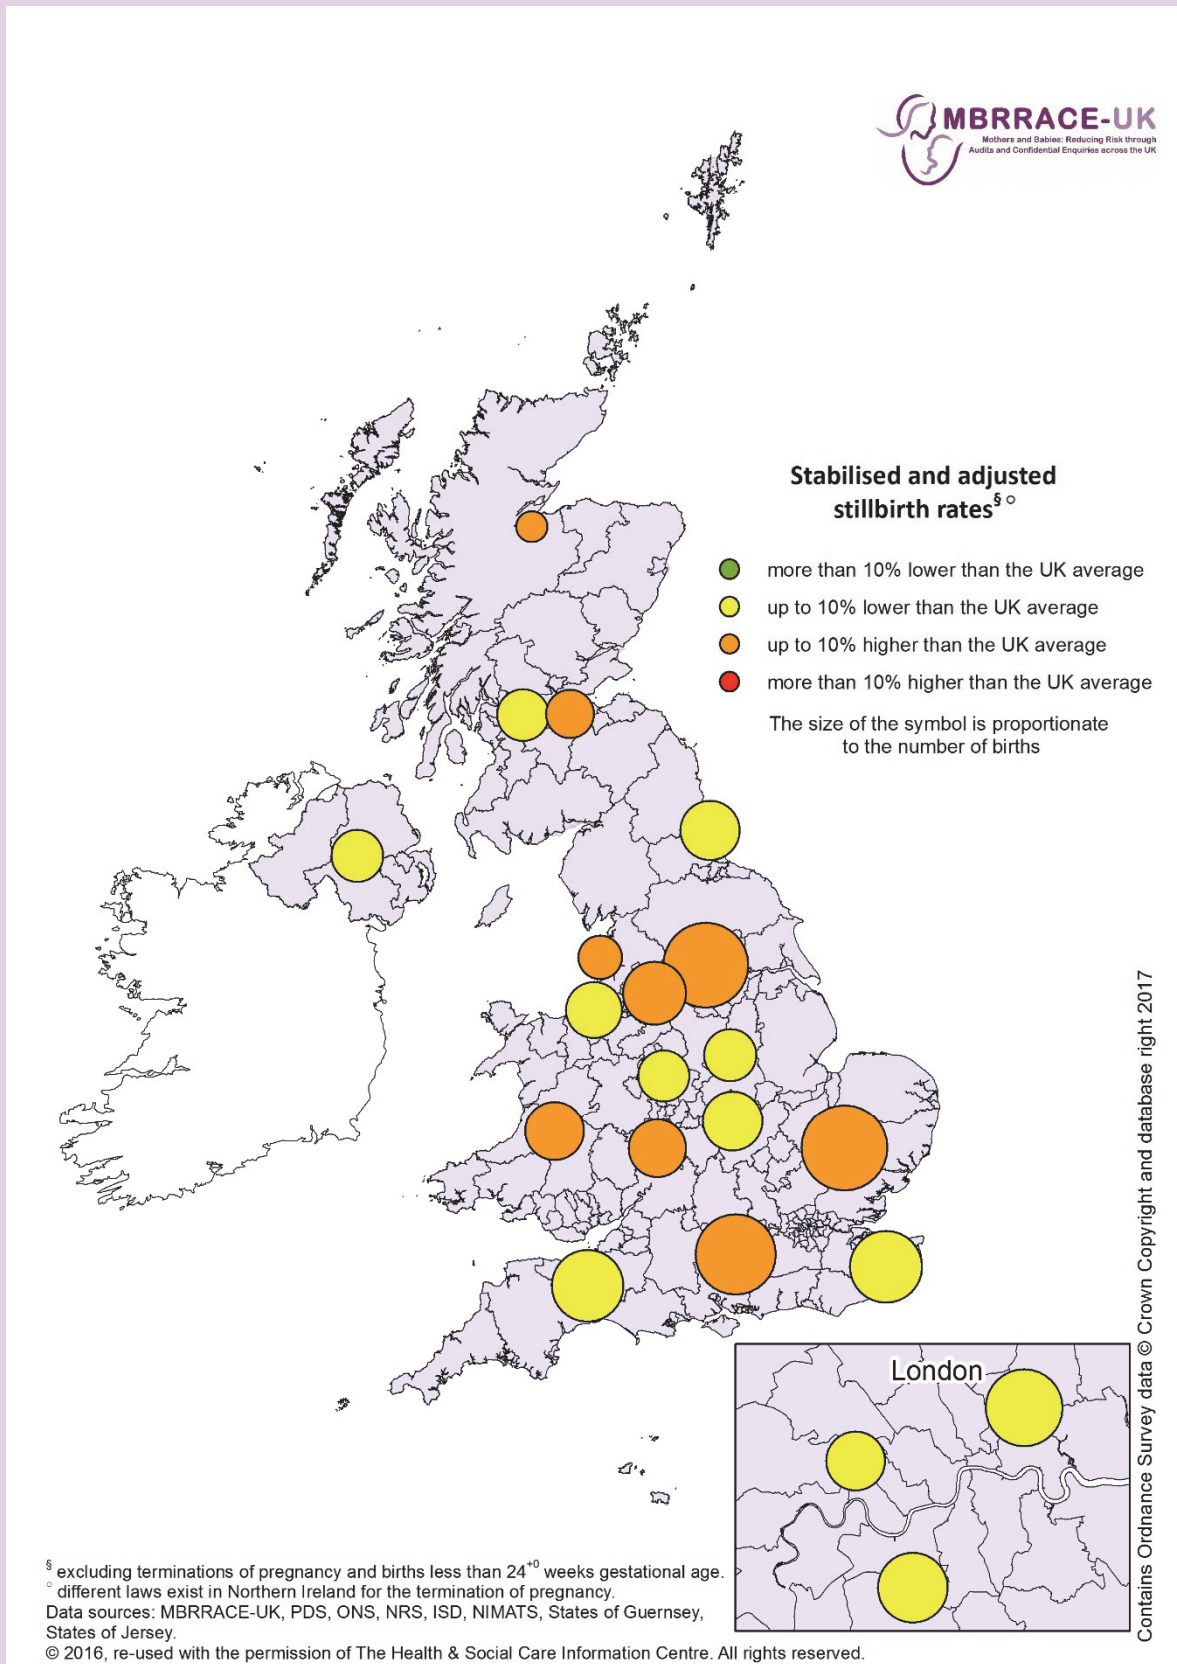 MBRRACE-UK
Mothers and Babies: Reducing Risk through
Audits and Confidential Enquiries across the UK
Stabilised and adjusted
stillbirth rates§ °
more than 10% lower than the UK average
up to 10% lower than the UK average
up to 10% higher than the UK average
more than 10% higher than the UK average
The size of the symbol is proportionate
to the number of births
London
Contains Ordnance Survey data © Crown Copyright and database right 2017
§ excluding terminations of pregnancy and births less than 24+0 weeks gestational age.
° different laws exist in Northern Ireland for the termination of pregnancy.
Data sources: MBRRACE-UK, PDS, ONS, NRS, ISD, NIMATS, States of Guernsey,
States of Jersey.
© 2016, re-used with the permission of The Health & Social Care Information Centre. All rights reserved.